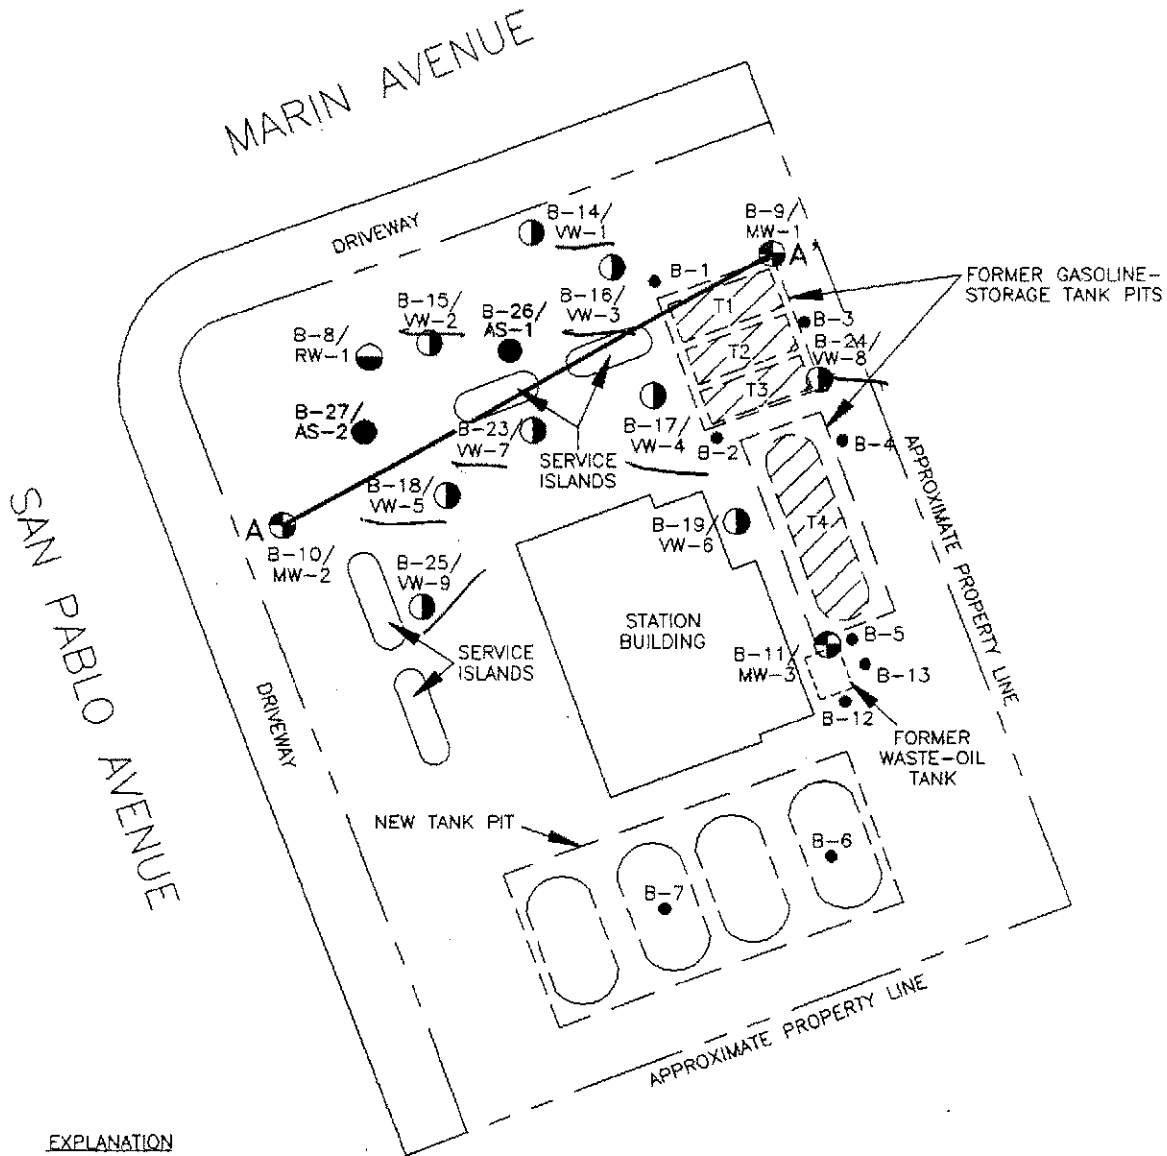 MARIN AVENUE
DRIVEWAY
B-14/
VW-1
B-9/
MW-1
A'
B-1
FORMER GASOLINE-
STORAGE TANK PITS
B-15/
VW-2
B-26/
AS-1
B-16/
VW-3
T1
B-3
B-8/
RW-1
T2
B-24/
VW-8
T3
B-27/
AS-2
B-23/
VW-7
B-17/
VW-4
B-2
B-4
SERVICE
ISLANDS
APPROXIMATE PROPERTY LINE
B-18/
VW-5
A
B-10/
MW-2
B-19/
VW-6
T4
SAN PABLO AVENUE
B-25/
VW-9
STATION
BUILDING
B-5
B-11/
MW-3
B-13
SERVICE
ISLANDS
B-12
DRIVEWAY
FORMER
WASTE-OIL
TANK
NEW TANK PIT
B-6
B-7
APPROXIMATE PROPERTY LINE
EXPLANATION